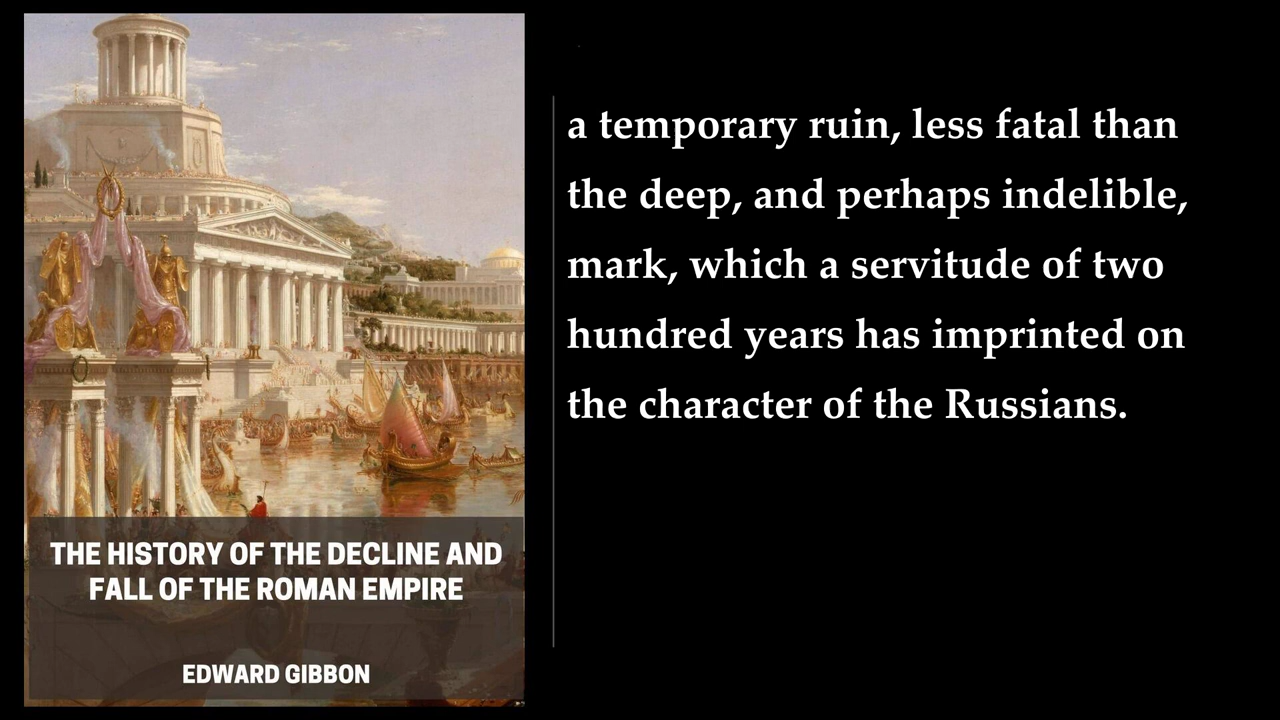 a temporary ruin, less fatal than
the deep, and perhaps indelible,
mark, which a servitude of two
hundred years has imprinted on
the character of the Russians.
THE HISTORY OF THE DECLINE AND
FALL OF THE ROMAN EMPIRE
EDWARD GIBBON